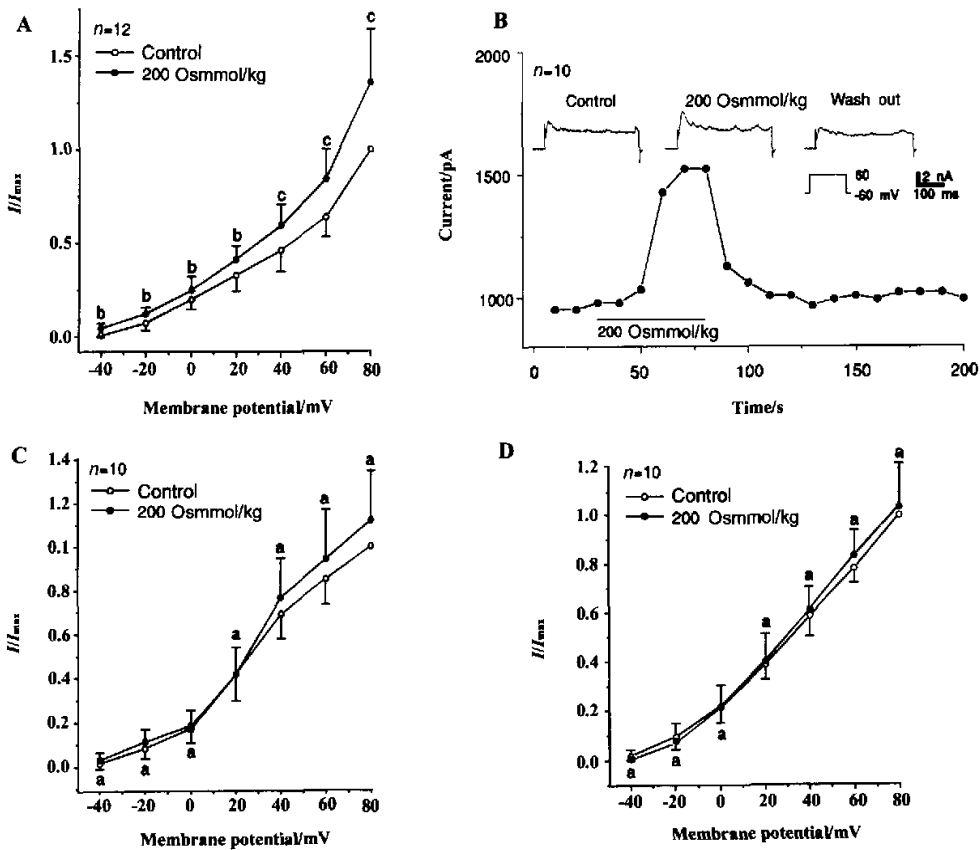 A
n=12
Control
200 Osmmol/kg
c
c
c
b
b
b
b
1.5
1.0
0.5
0.0
I/Imax
-40 -20 0 20 40 60 80
Membrane potential/mV
B
n=10
Control
200 Osmmol/kg
Wash out
60
-60 mV
2 nA
100 ms
2000
1500
1000
Current/pA
200 Osmmol/kg
0 50 100 150 200
Time/s
C
n=10
Control
200 Osmmol/kg
a
a
a
a
a
a
a
1.4
1.2
0.1
0.8
0.6
0.4
0.2
0.0
I/Imax
-40 -20 0 20 40 60 80
Membrane potential/mV
D
n=10
Control
200 Osmmol/kg
a
a
a
a
a
a
a
1.2
1.0
0.8
0.6
0.4
0.2
0.0
I/Imax
-40 -20 0 20 40 60 80
Membrane potential/mV